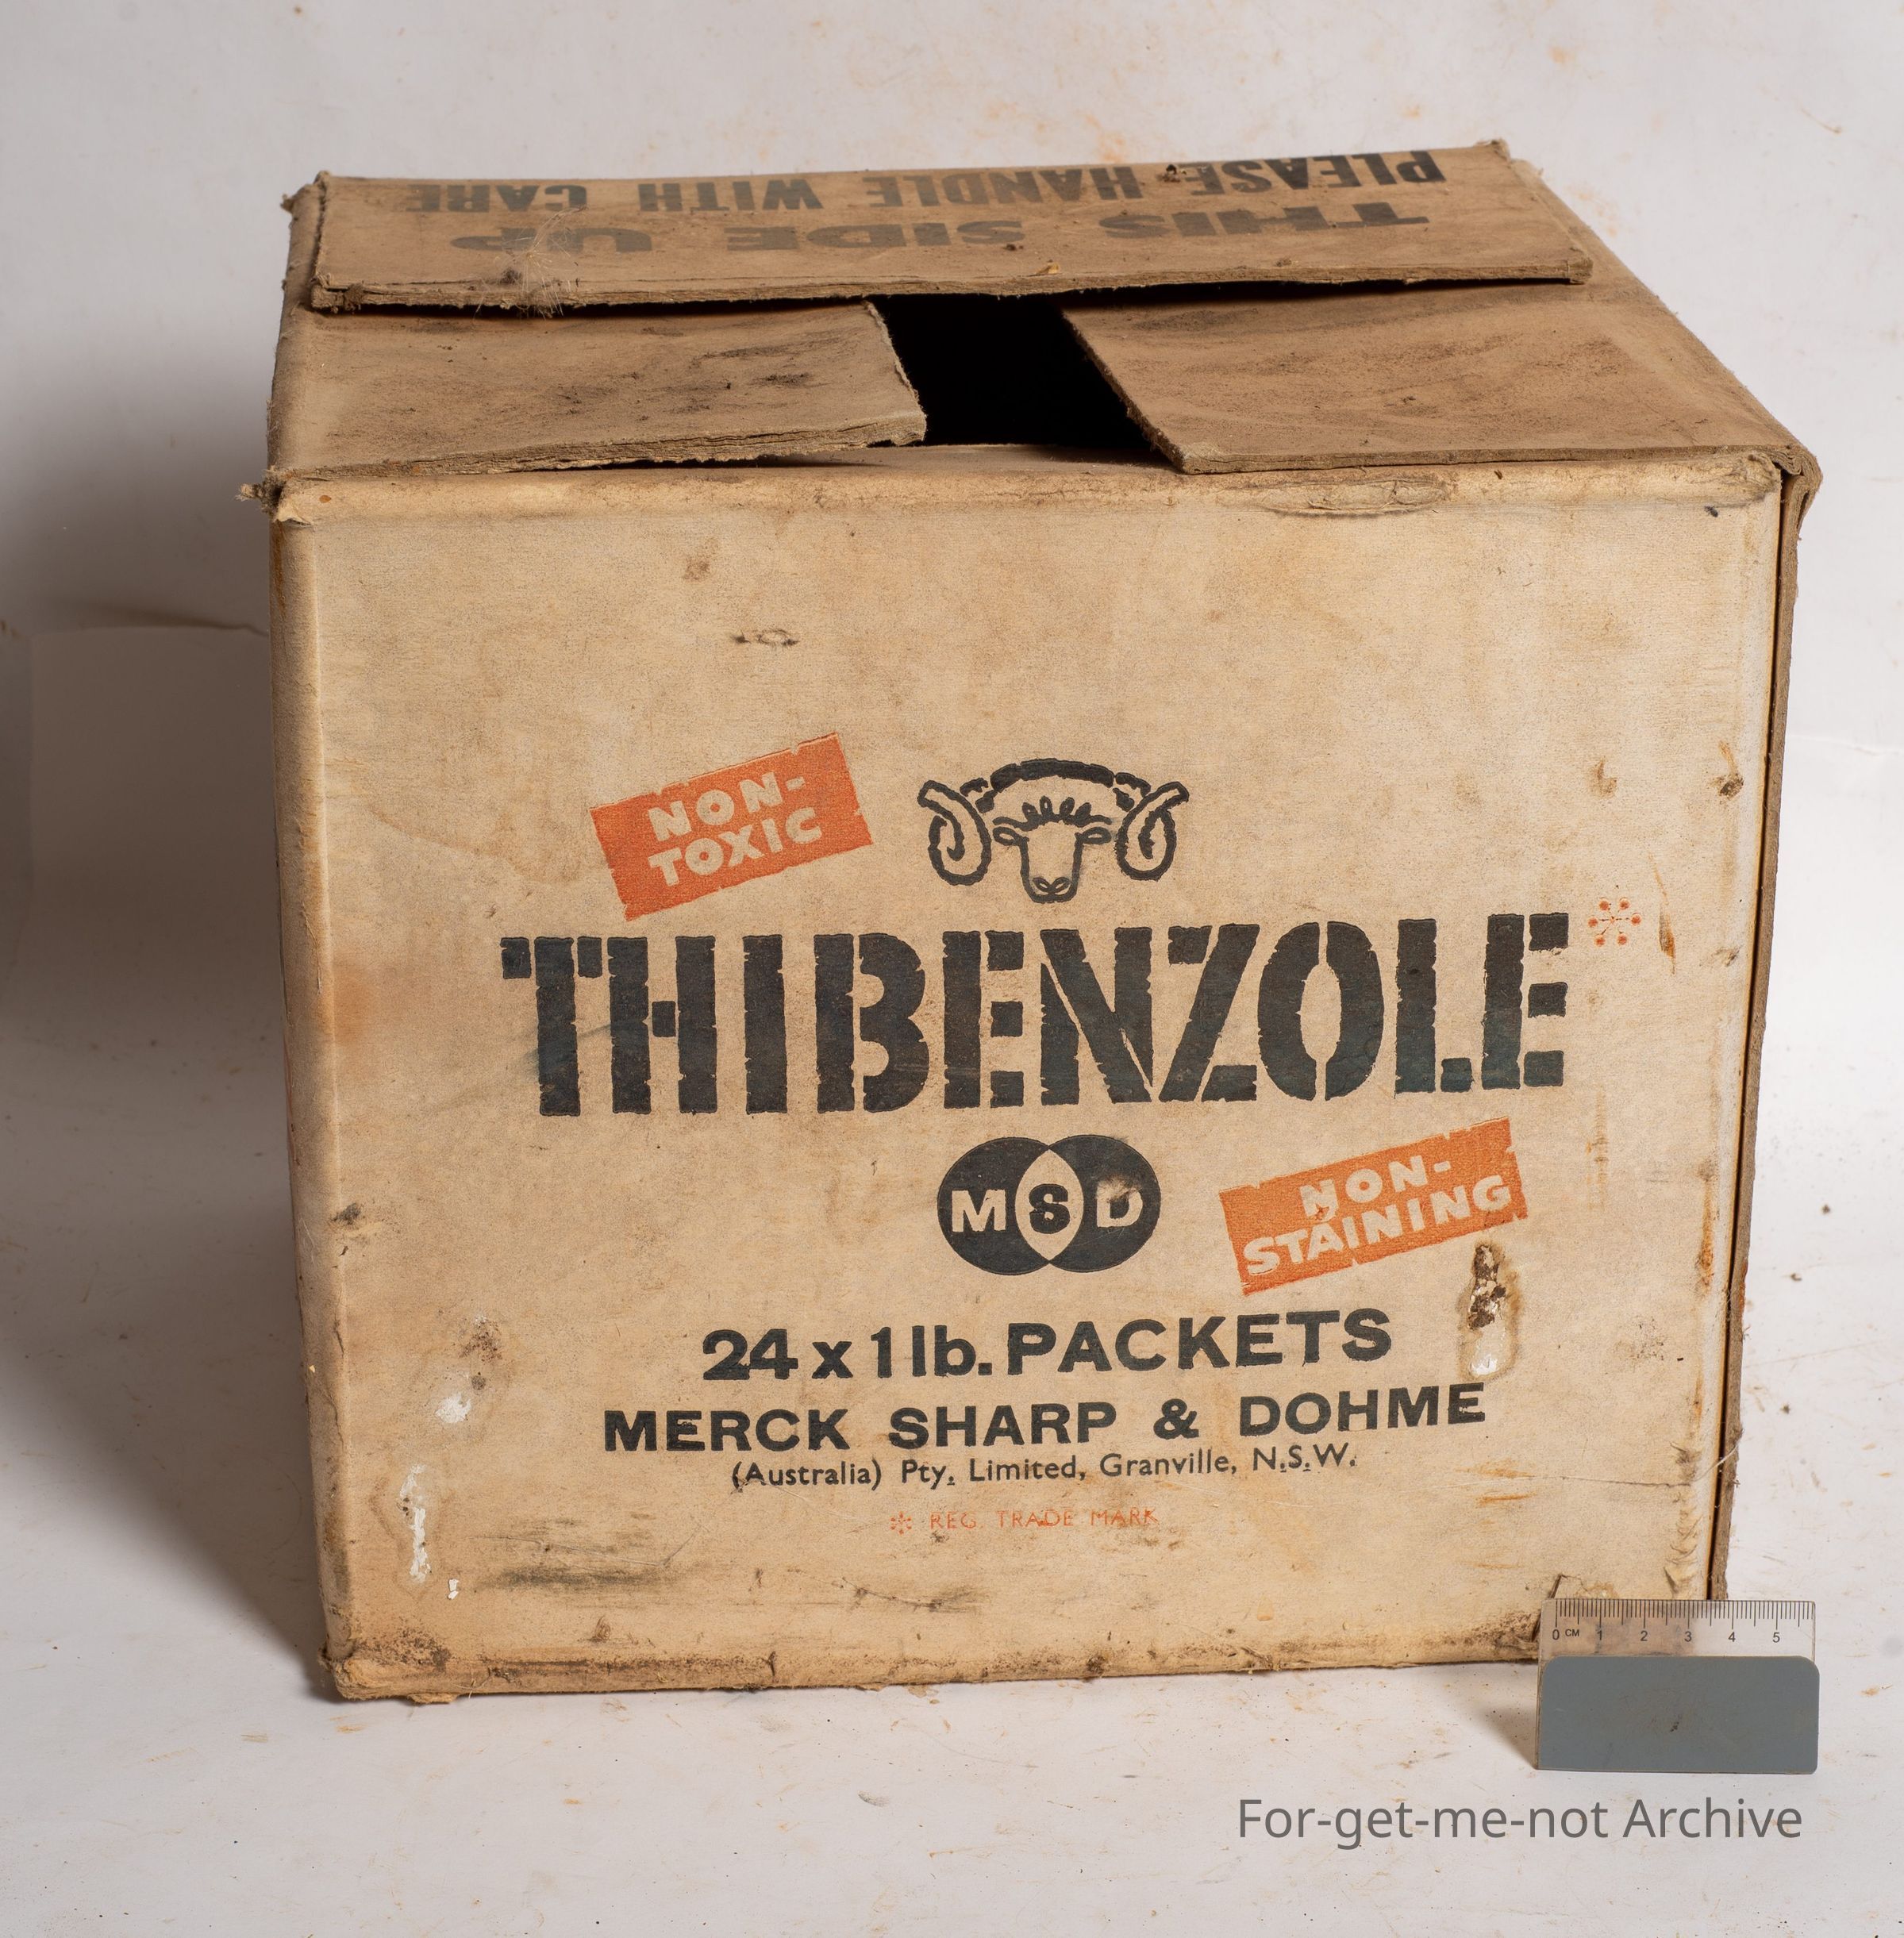 PLEASE HANDLE WITH CARE
THIS SIDE UP
NON-
TOXIC
THIBENZOLE*
MSD
NON-
STAINING
24 x 1 lb. PACKETS
MERCK SHARP & DOHME
(Australia) Pty. Limited, Granville, N.S.W.
* REG. TRADE MARK
0 CM 1 2 3 4 5
For-get-me-not Archive